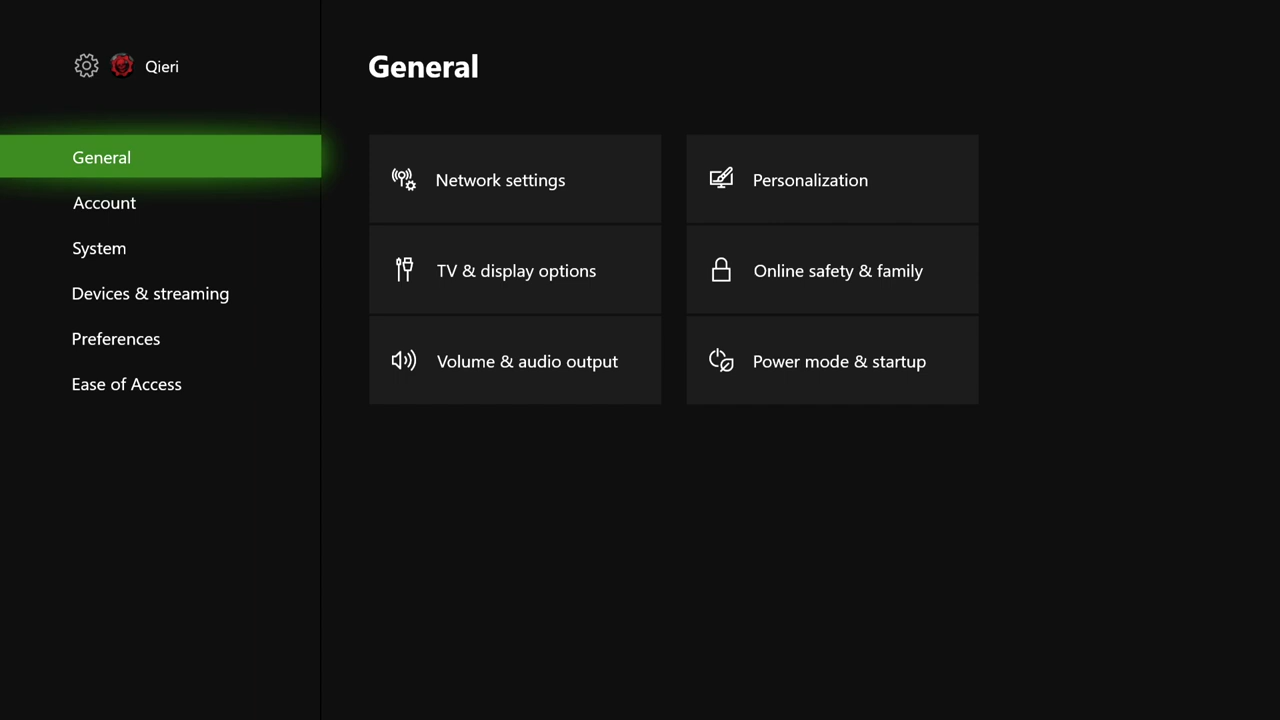 Qieri
General
Account
System
Devices & streaming
Preferences
Ease of Access
General
Network settings
Personalization
TV & display options
Online safety & family
Volume & audio output
Power mode & startup